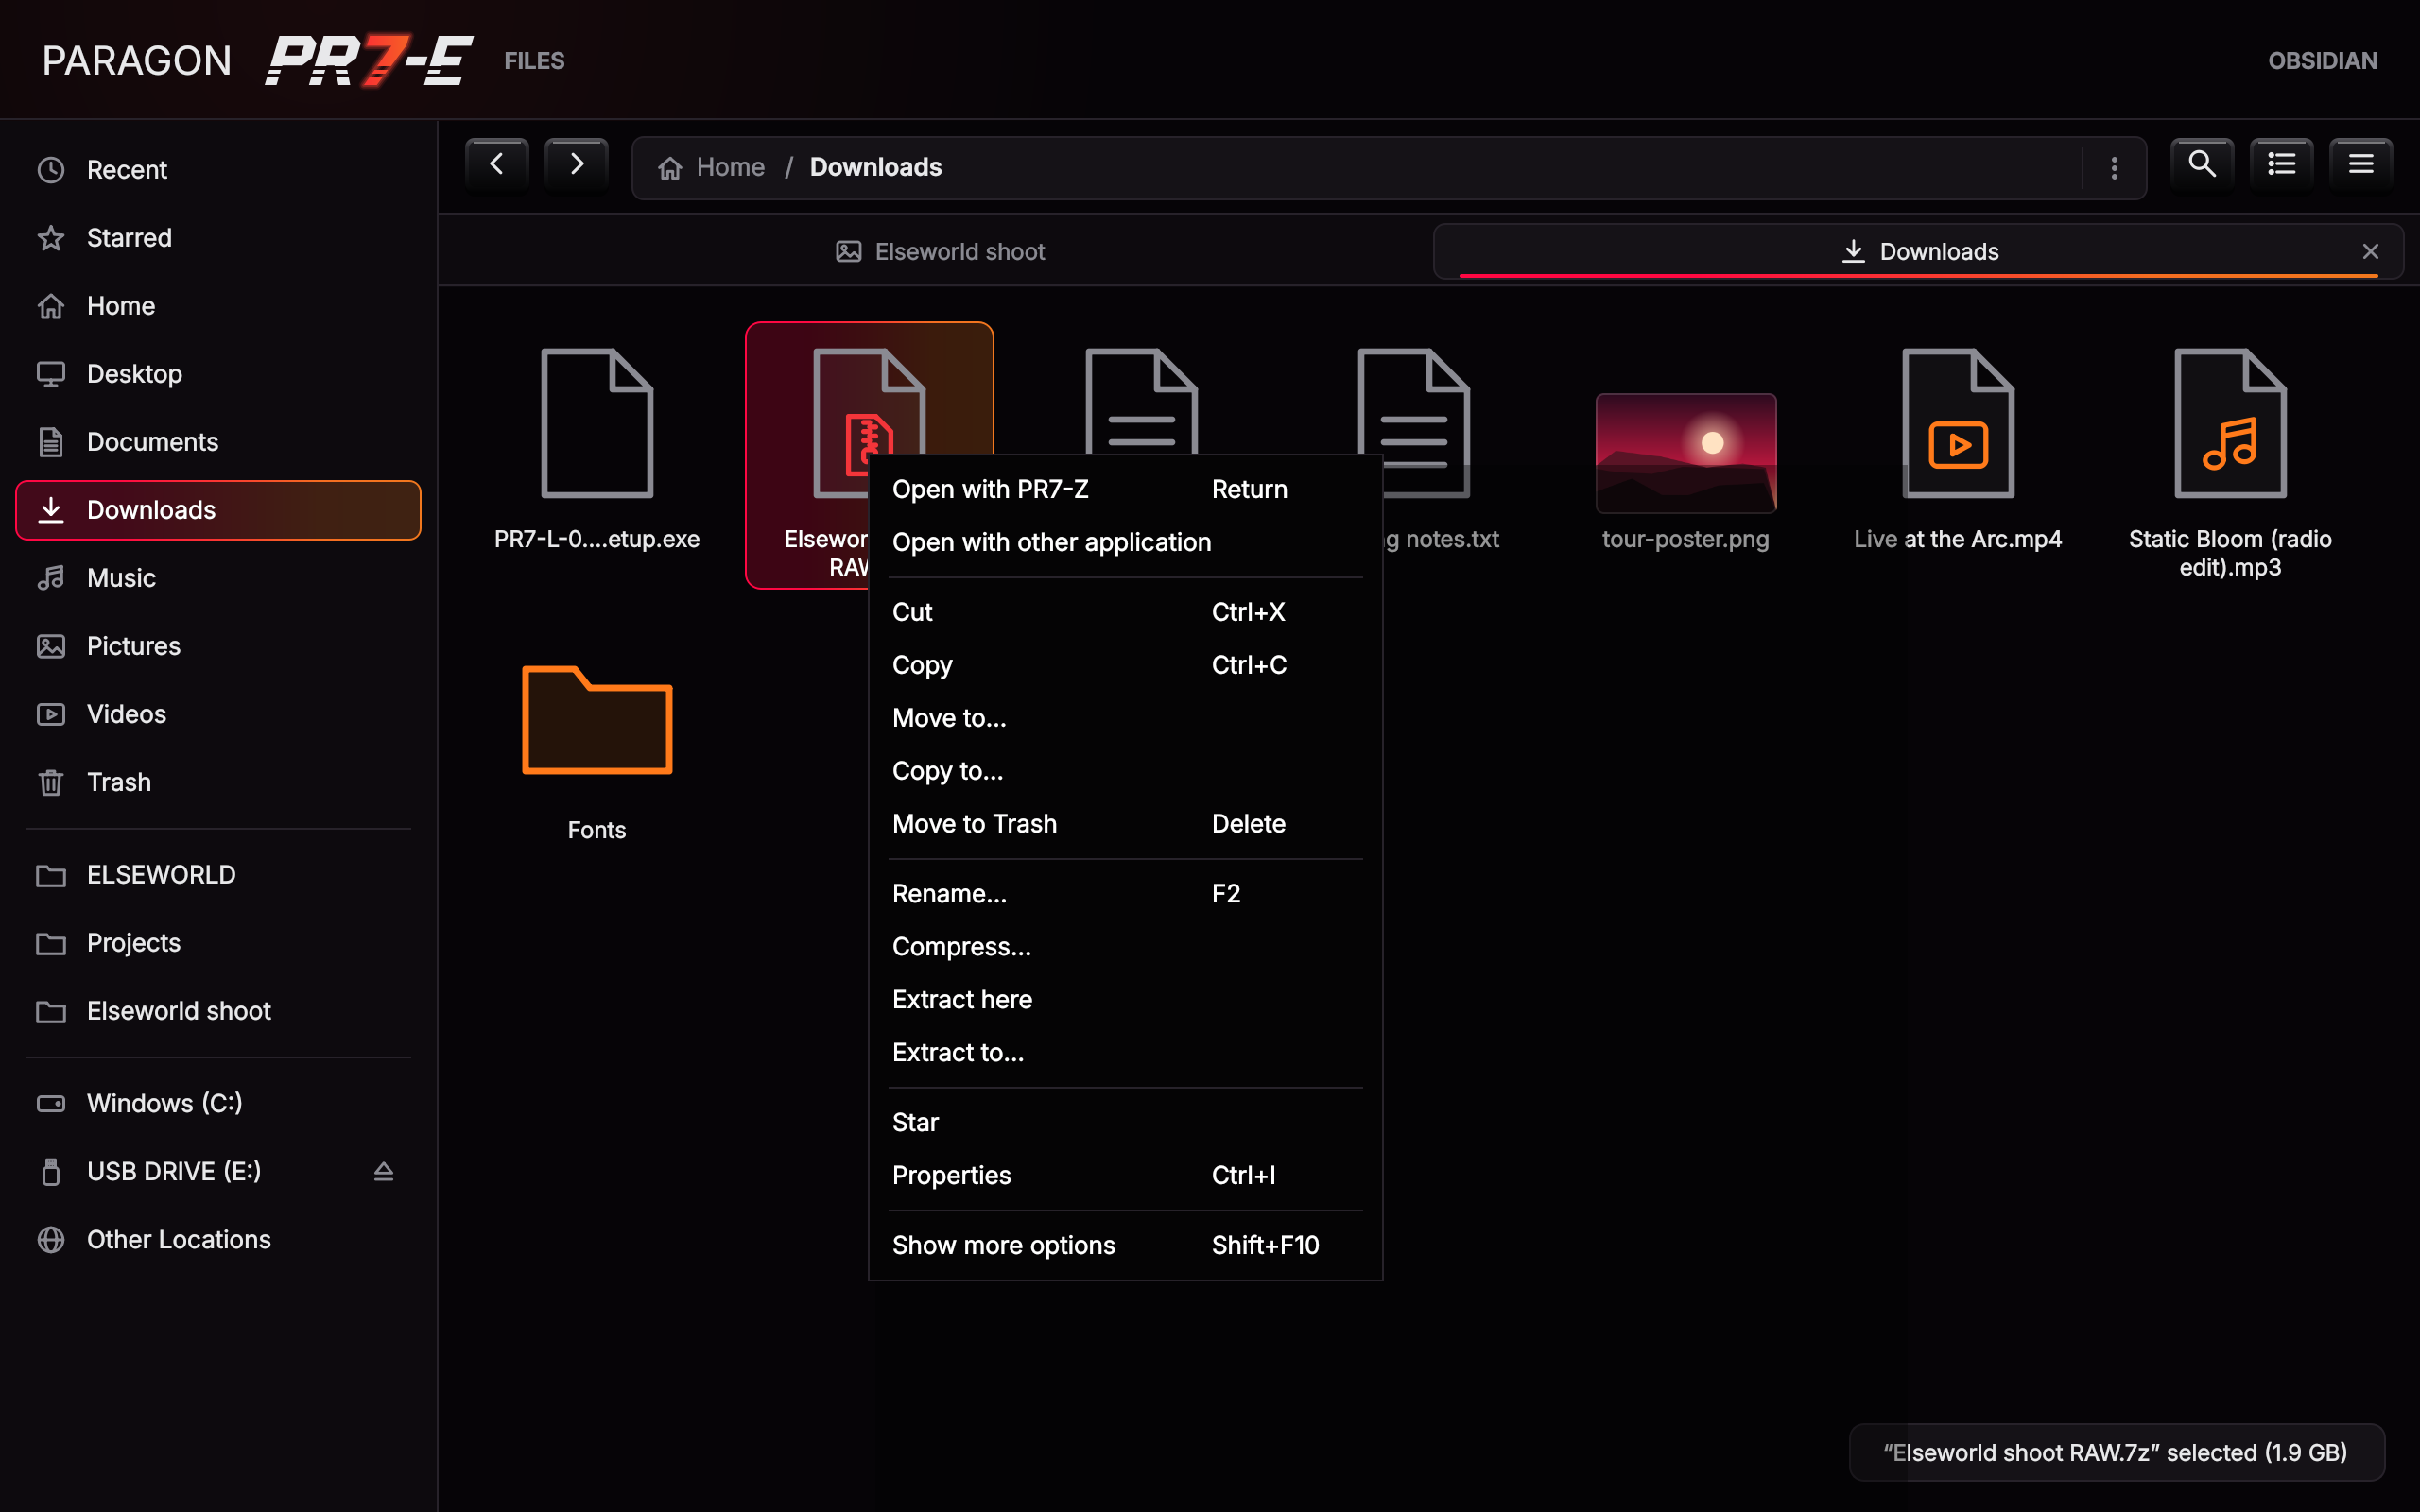 PARAGON PR7-E FILES
OBSIDIAN
Recent
Starred
Home
Desktop
Documents
Downloads
Music
Pictures
Videos
Trash
ELSEWORLD
Projects
Elseworld shoot
Windows (C:)
USB DRIVE (E:)
Other Locations
Home / Downloads
Elseworld shoot
Downloads
PR7-L-0....etup.exe
notes.txt
tour-poster.png
Live at the Arc.mp4
Static Bloom (radio
edit).mp3
Fonts
Open with PR7-Z Return
Open with other application
Cut Ctrl+X
Copy Ctrl+C
Move to...
Copy to...
Move to Trash Delete
Rename... F2
Compress...
Extract here
Extract to...
Star
Properties Ctrl+I
Show more options Shift+F10
“Elseworld shoot RAW.7z” selected (1.9 GB)